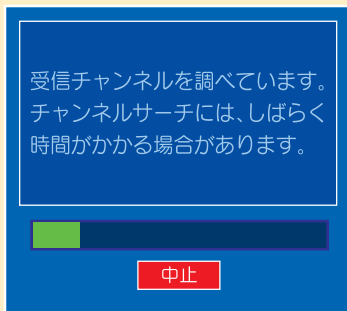 受信チャンネルを調べています。
チャンネルサーチには、しばらく
時間がかかる場合があります。
中止